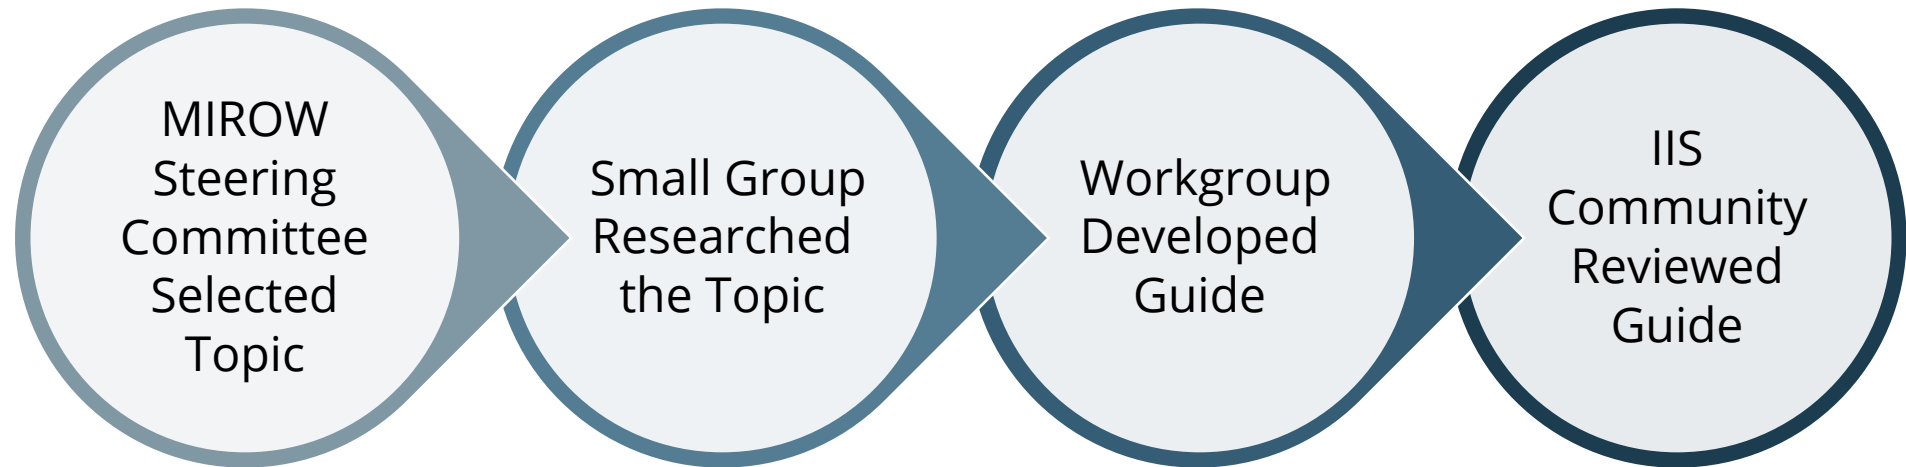 MIROW
Steering
Committee
Selected
Topic
Small Group
Researched
the Topic
Workgroup
Developed
Guide
IIS
Community
Reviewed
Guide